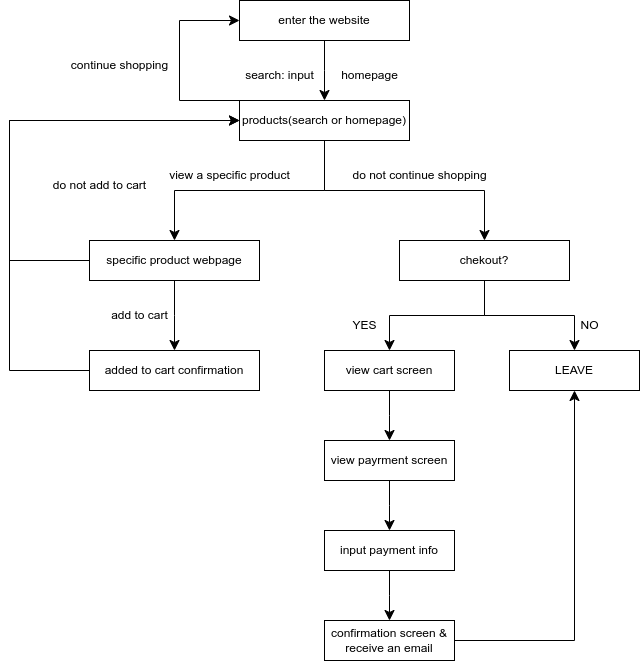 enter the website
continue shopping
search: input
homepage
products(search or homepage)
view a specific product
do not continue shopping
do not add to cart
specific product webpage
chekout?
add to cart
YES
NO
added to cart confirmation
view cart screen
LEAVE
view payrment screen
input payment info
confirmation screen &
receive an email